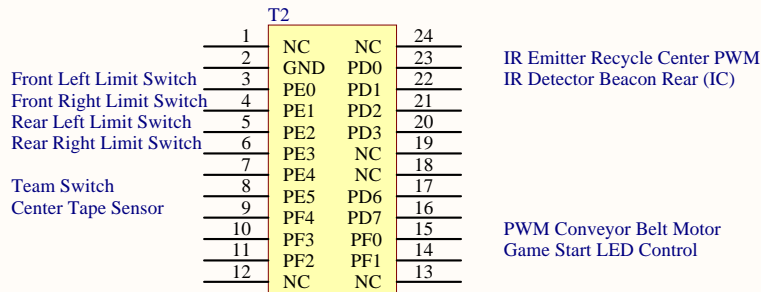 T2
1 NC NC 24
2 GND PD0 23 IR Emitter Recycle Center PWM
Front Left Limit Switch 3 PE0 PD1 22 IR Detector Beacon Rear (IC)
Front Right Limit Switch 4 PE1 PD2 21
Rear Left Limit Switch 5 PE2 PD3 20
Rear Right Limit Switch 6 PE3 NC 19
7 PE4 NC 18
Team Switch 8 PE5 PD6 17
Center Tape Sensor 9 PF4 PD7 16
10 PF3 PF0 15 PWM Conveyor Belt Motor
11 PF2 PF1 14 Game Start LED Control
12 NC NC 13